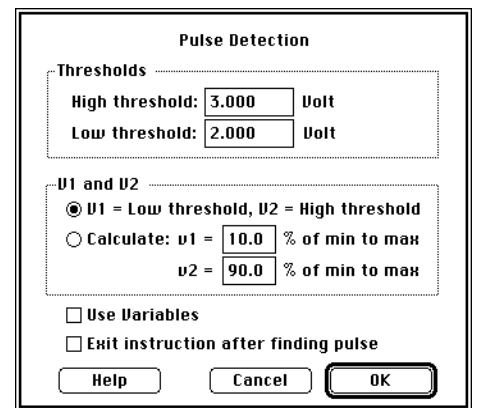 Pulse Detection
Thresholds
High threshold: 3.000 Volt
Low threshold: 2.000 Volt
V1 and V2
V1 = Low threshold, V2 = High threshold
Calculate: v1 = 10.0 % of min to max
v2 = 90.0 % of min to max
Use Variables
Exit instruction after finding pulse
Help Cancel OK